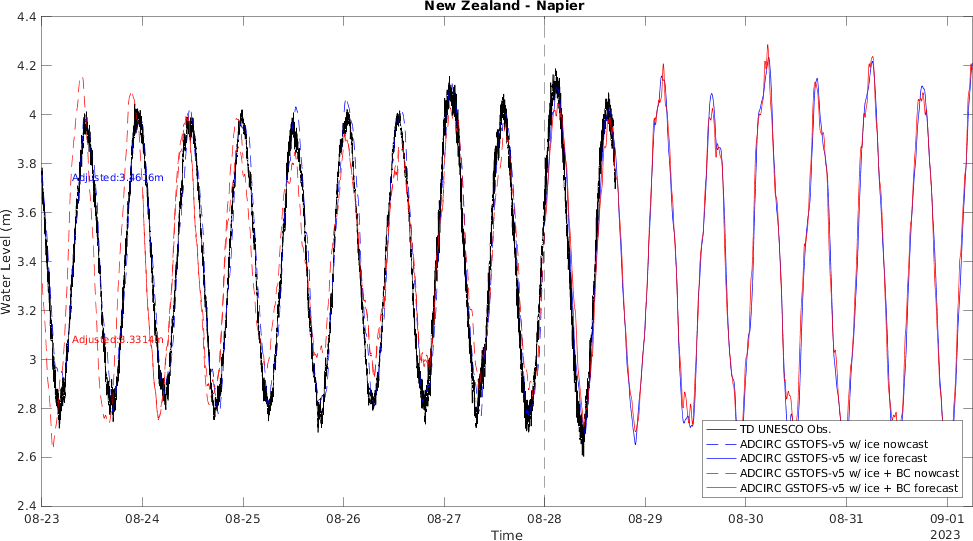 New Zealand - Napier
4.4
4.2
4
3.8
3.6
3.4
3.2
3
2.8
2.6
2.4
Water Level (m)
Adjusted:3.4616m
Adjusted:3.3314m
TD UNESCO Obs.
ADCIRC GSTOFS-v5 w/ ice nowcast
ADCIRC GSTOFS-v5 w/ ice forecast
ADCIRC GSTOFS-v5 w/ ice + BC nowcast
ADCIRC GSTOFS-v5 w/ ice + BC forecast
08-23
08-24
08-25
08-26
08-27
08-28
08-29
08-30
08-31
09-01
2023
Time